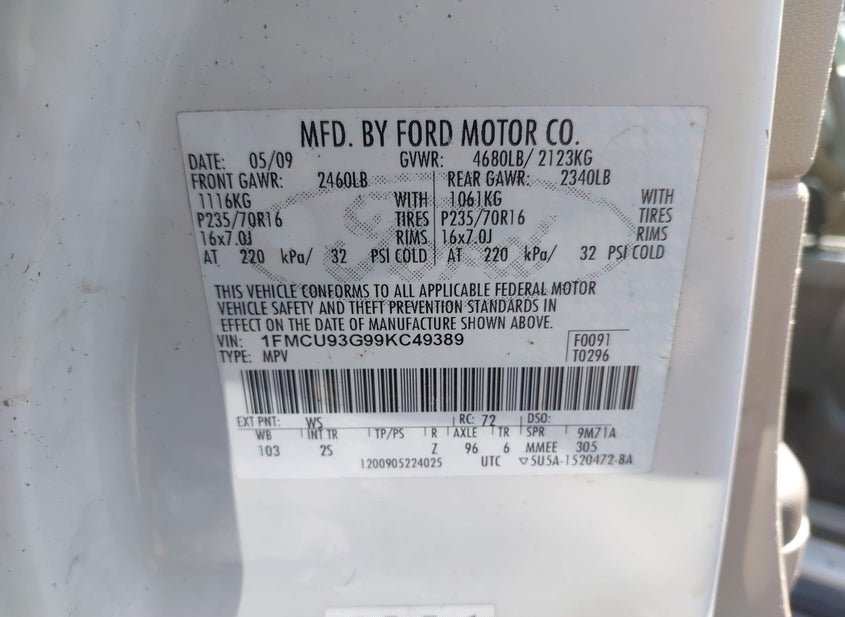 MFD. BY FORD MOTOR CO.
DATE: 05/09 GVWR: 4680LB/ 2123KG
FRONT GAWR: 2460LB REAR GAWR: 2340LB
1116KG WITH 1061KG WITH
P235/70R16 TIRES P235/70R16 TIRES
16x7.0J RIMS 16x7.0J RIMS
AT 220 kPa/ 32 PSI COLD AT 220 kPa/ 32 PSI COLD
THIS VEHICLE CONFORMS TO ALL APPLICABLE FEDERAL MOTOR
VEHICLE SAFETY AND THEFT PREVENTION STANDARDS IN
EFFECT ON THE DATE OF MANUFACTURE SHOWN ABOVE.
VIN: 1FMCU93G99KC49389 F0091
TYPE: MPV T0296
EXT PNT: WS RC: 72 DSO:
WB INT TR TP/PS R AXLE TR SPR 9M71A
103 2S Z 96 6 MMEE 305
1200905224025 UTC ▽5U5A-1520472-BA